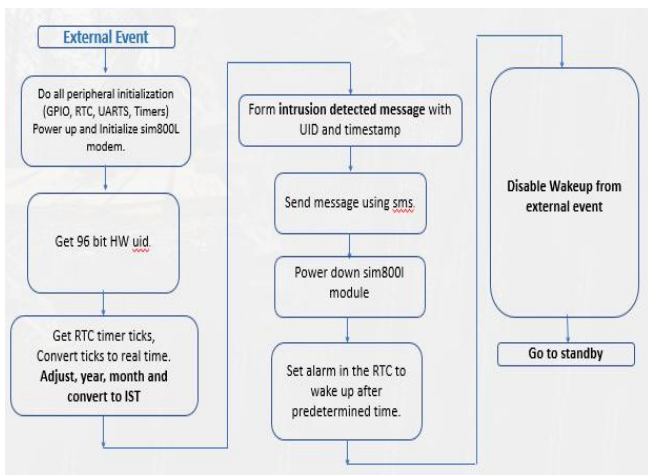 External Event
Do all peripheral initialization
(GPIO, RTC, UARTS, Timers)
Power up and Initialize sim800L
modem.
Get 96 bit HW uid.
Get RTC timer ticks,
Convert ticks to real time.
Adjust, year, month and
convert to IST
Form intrusion detected message with
UID and timestamp
Send message using sms.
Power down sim800l
module
Set alarm in the RTC to
wake up after
predetermined time.
Disable Wakeup from
external event
Go to standby